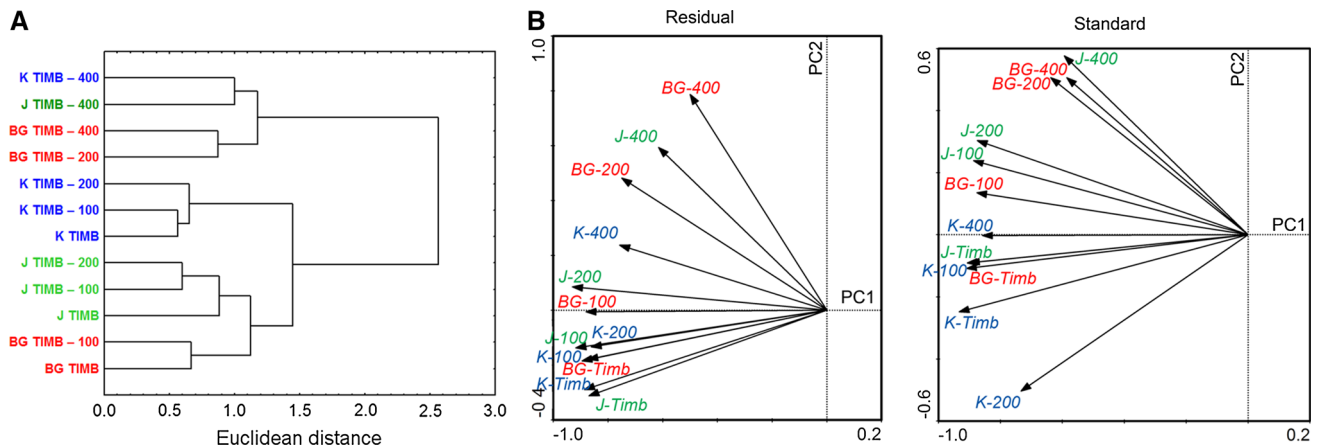 A
K TIMB – 400
J TIMB – 400
BG TIMB – 400
BG TIMB – 200
K TIMB – 200
K TIMB – 100
K TIMB
J TIMB – 200
J TIMB – 100
J TIMB
BG TIMB – 100
BG TIMB
0.0 0.5 1.0 1.5 2.0 2.5 3.0
Euclidean distance
B
Residual
1.0
PC2
BG-400
J-400
BG-200
K-400
J-200
BG-100
PC1
J-100
K-200
K-100
BG-Timb
K-Timb
J-Timb
-0.4
-1.0 0.2
Standard
0.6
PC2
J-400
BG-400
BG-200
J-200
J-100
BG-100
K-400
PC1
J-Timb
K-100
BG-Timb
K-Timb
K-200
-0.6
-1.0 0.2